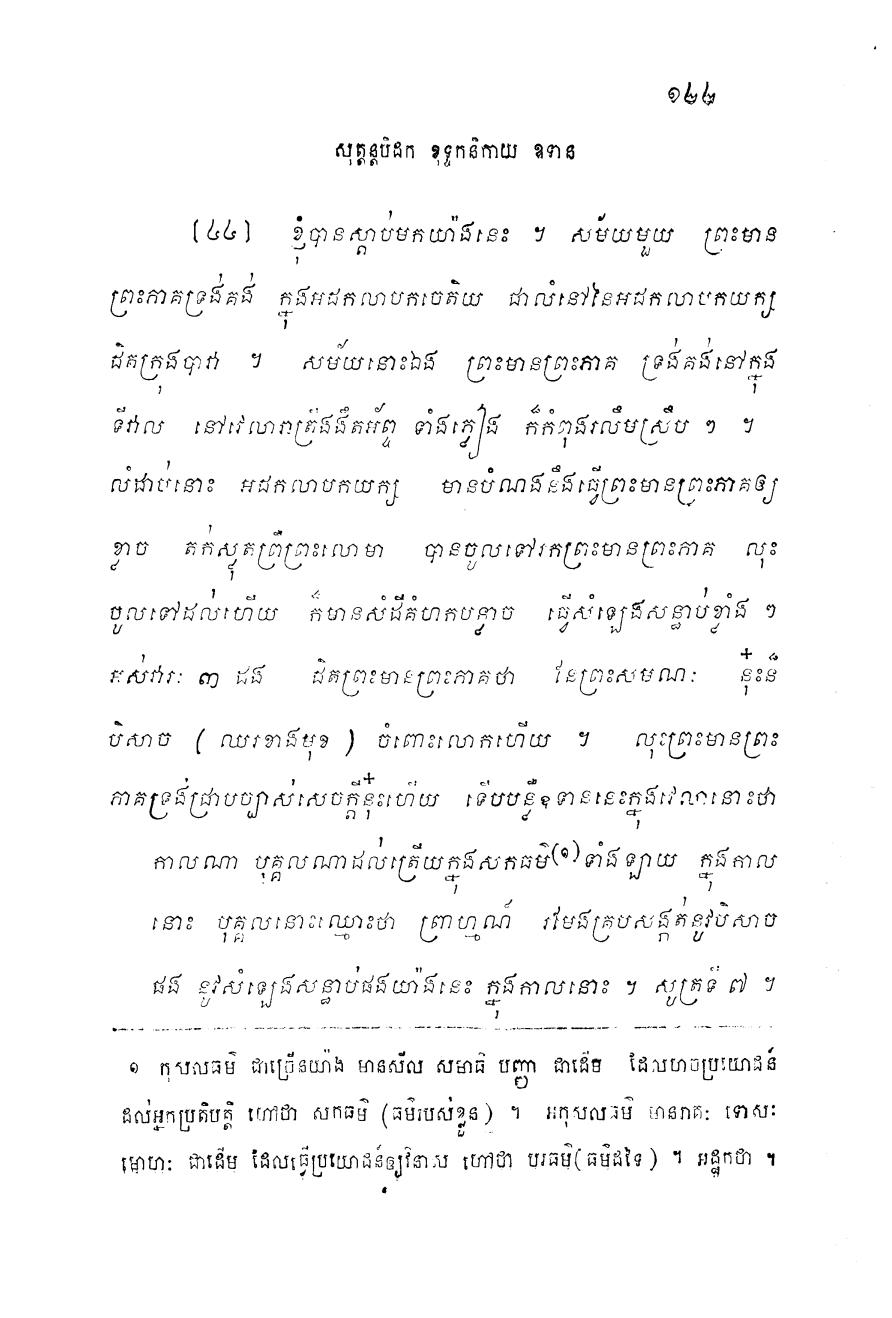 ១៤៤
សុត្តន្តបិដក ខុទ្ទកនិកាយ ឧទាន
[៤៤] ខ្ញុំបានស្តាប់មកយ៉ាងនេះ ។ សម័យមួយ ព្រះមាន
ព្រះភាគទ្រង់គង់ ក្នុងអជកលាបកចេតិយ ជាលំនៅនៃអជកលាបកយក្ស
ជិតក្រុងបាវា ។ សម័យនោះឯង ព្រះមានព្រះភាគ ទ្រង់គង់នៅក្នុង
ទីវាល នៅវេលារាត្រីងងឹតអ័ព្ទ ទាំងភ្លៀង ក៏កំពុងរលឹមស្រឹប ៗ ។
លំដាប់នោះ អជកលាបកយក្ស មានបំណងនឹងធ្វើព្រះមានព្រះភាគឲ្យ
ខ្លាច តក់ស្លុតព្រឺព្រះលោមា បានចូលទៅរកព្រះមានព្រះភាគ លុះ
ចូលទៅដល់ហើយ ក៏មានសំដីគំហកបន្លាច ធ្វើសំឡេងសន្ធាប់ខ្លាំង ៗ
អស់វារៈ ៣ ដង ជិតព្រះមានព្រះភាគថា នែព្រះសមណៈ នុ៎ះន៏
បិសាច ( ឈរខាងមុខ ) ចំពោះលោកហើយ ។ លុះព្រះមានព្រះ
ភាគទ្រង់ជ្រាបច្បាស់សេចក្តីនុ៎ះហើយ ទើបបន្លឺឧទាននេះក្នុងវេលានោះថា
កាលណា បុគ្គលណាដល់ត្រើយក្នុងសកធម៌(១)ទាំងឡាយ ក្នុងកាល
នោះ បុគ្គលនោះឈ្មោះថា ព្រាហ្មណ៍ រមែងគ្របសង្កត់នូវបិសាច
ផង នូវសំឡេងសន្ធាប់ផងយ៉ាងនេះ ក្នុងកាលនោះ ។ សូត្រទី ៧ ។
១ កុសលធម៌ ជាច្រើនយ៉ាង មានសីល សមាធិ បញ្ញា ជាដើម ដែលមានប្រយោជន៍
ដល់អ្នកប្រតិបត្តិ ហៅថា សកធម៌ (ធម៌របស់ខ្លួន) ។ អកុសលធម៌ មានរាគៈ ទោសៈ
មោហៈ ជាដើម ដែលធ្វើប្រយោជន៍ឲ្យវិនាស ហៅថា បរធម៌(ធម៌ដទៃ) ។ អដ្ឋកថា ។